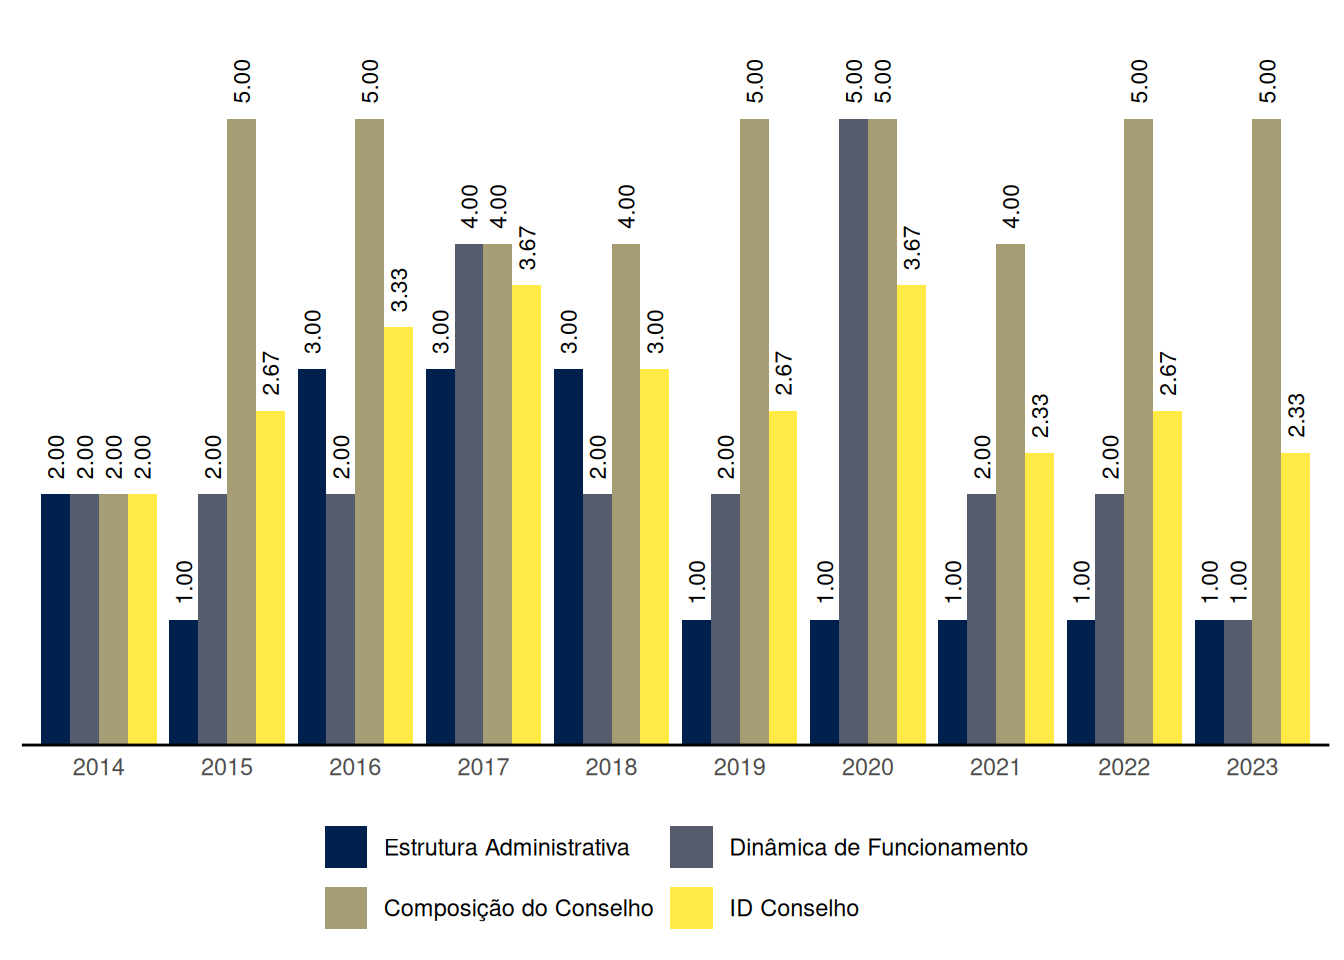 2.00 2.00 2.00 2.00
1.00 2.00 5.00 2.67
3.00 2.00 5.00 3.33
3.00 4.00 4.00 3.67
3.00 2.00 4.00 3.00
1.00 2.00 5.00 2.67
1.00 5.00 5.00 3.67
1.00 2.00 4.00 2.33
1.00 2.00 5.00 2.67
1.00 1.00 5.00 2.33
2014 2015 2016 2017 2018 2019 2020 2021 2022 2023
Estrutura Administrativa Dinâmica de Funcionamento
Composição do Conselho ID Conselho